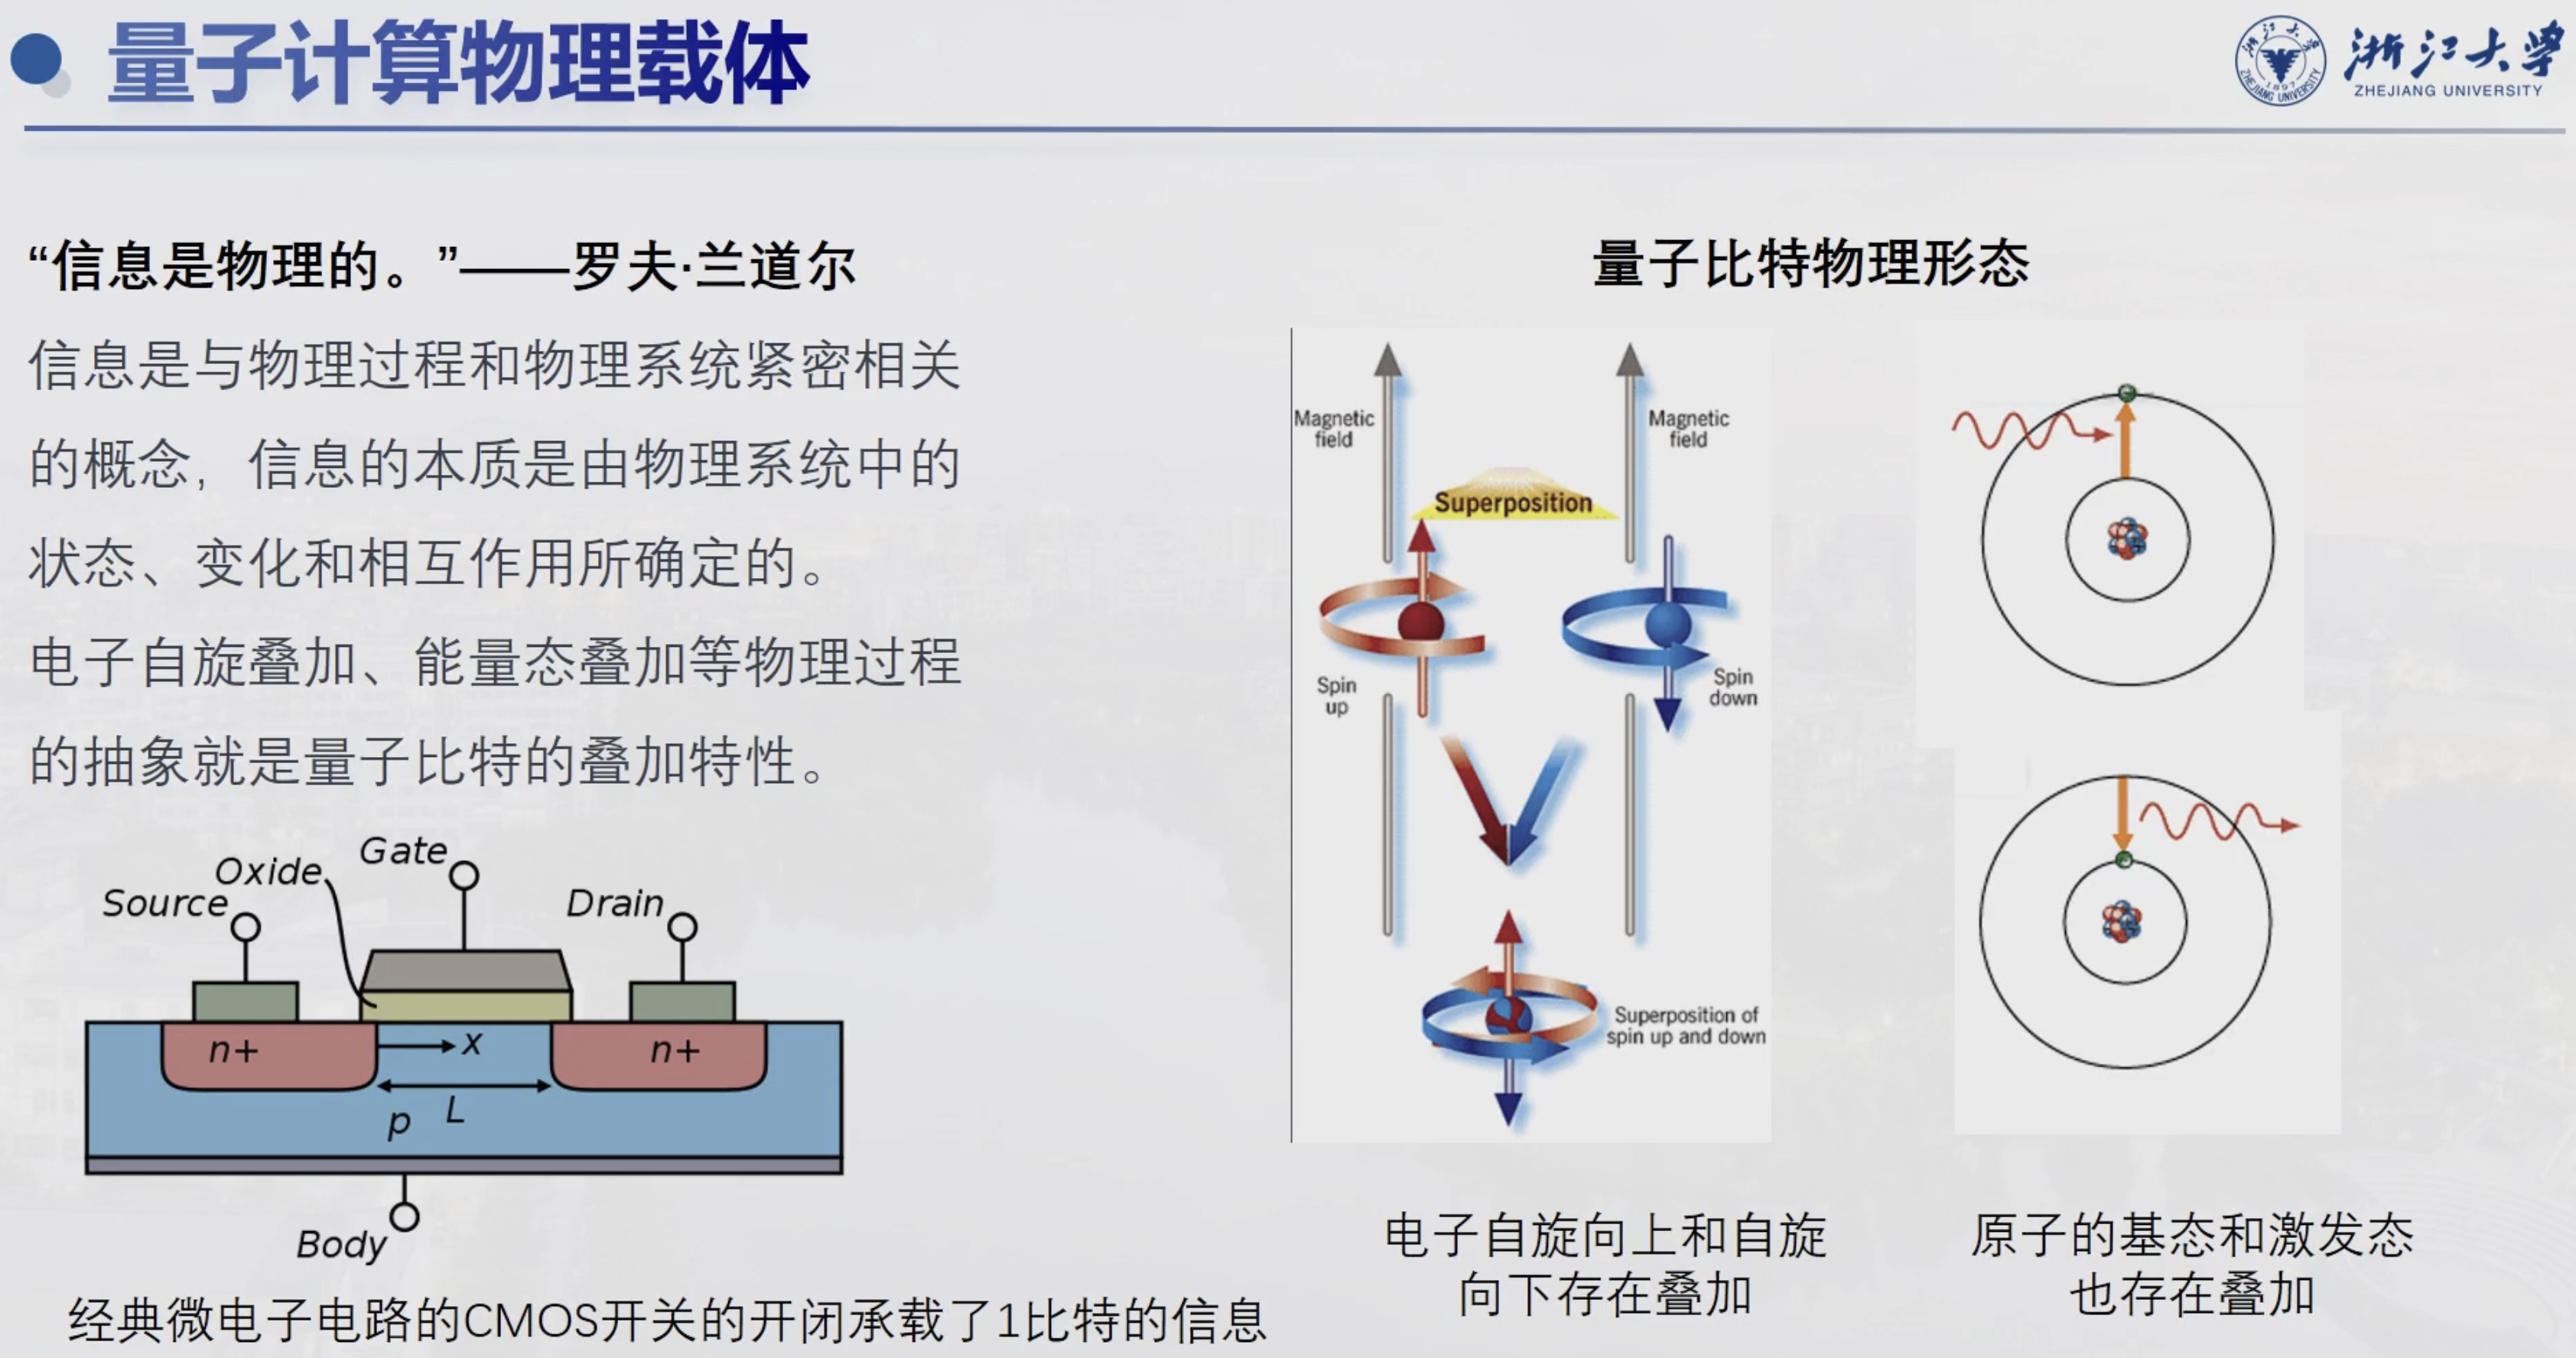 量子计算物理载体
浙江大学
ZHEJIANG UNIVERSITY
浙江大学
1897
ZHEJIANG UNIVERSITY
“信息是物理的。”——罗夫·兰道尔
信息是与物理过程和物理系统紧密相关
的概念，信息的本质是由物理系统中的
状态、变化和相互作用所确定的。
电子自旋叠加、能量态叠加等物理过程
的抽象就是量子比特的叠加特性。
Source
Oxide
Gate
Drain
n+
x
n+
L
p
Body
经典微电子电路的CMOS开关的开闭承载了1比特的信息
量子比特物理形态
Magnetic
field
Magnetic
field
Superposition
Spin
up
Spin
down
Superposition of
spin up and down
电子自旋向上和自旋
向下存在叠加
原子的基态和激发态
也存在叠加